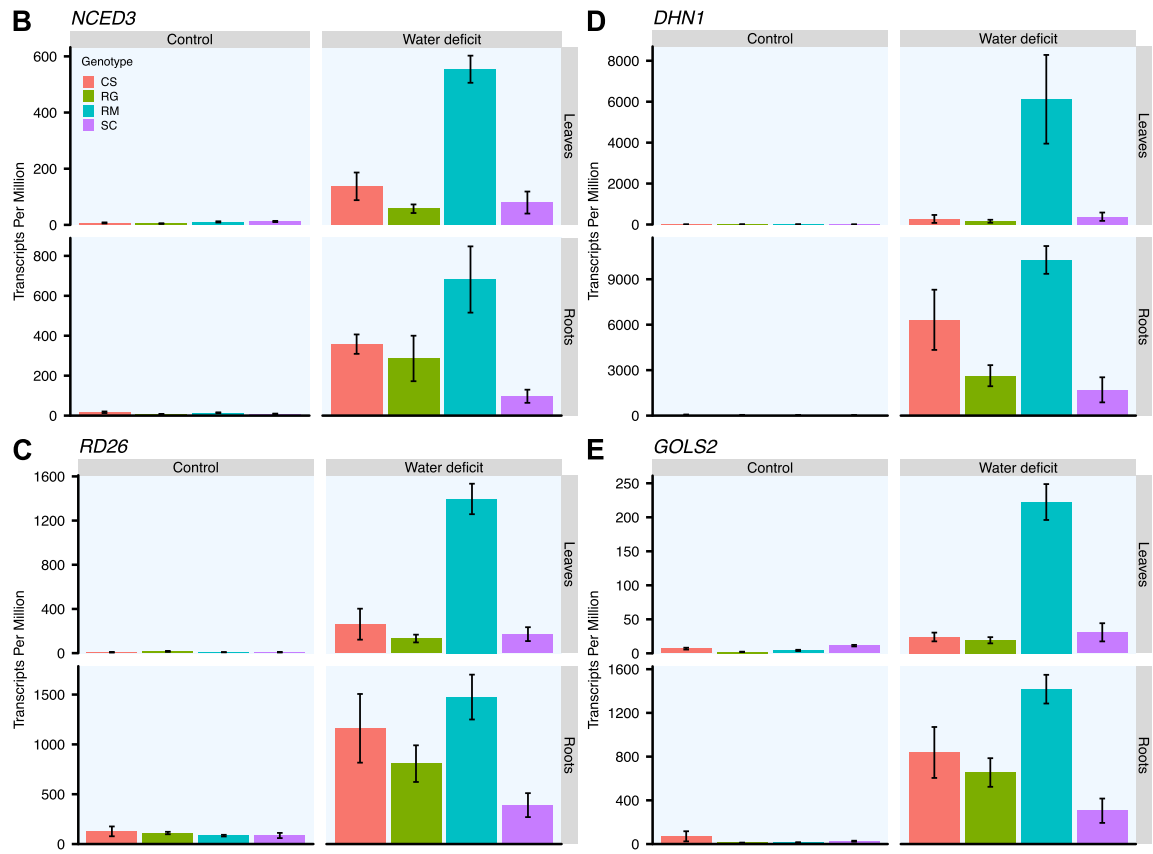 B NCED3
Control Water deficit
Genotype
CS
RG
RM
SC
600
400
200
0
Leaves
800
600
400
200
0
Roots
Transcripts Per Million
D DHN1
Control Water deficit
8000
6000
4000
2000
0
Leaves
9000
6000
3000
0
Roots
Transcripts Per Million
C RD26
Control Water deficit
1600
1200
800
400
0
Leaves
1500
1000
500
0
Roots
Transcripts Per Million
E GOLS2
Control Water deficit
250
200
150
100
50
0
Leaves
1600
1200
800
400
0
Roots
Transcripts Per Million